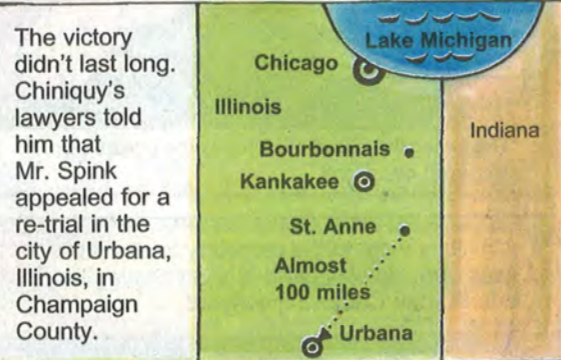 The victory
didn't last long.
Chiniquy's
lawyers told
him that
Mr. Spink
appealed for a
re-trial in the
city of Urbana,
Illinois, in
Champaign
County.
Lake Michigan
Chicago
Illinois
Indiana
Bourbonnais
Kankakee
St. Anne
Almost
100 miles
Urbana